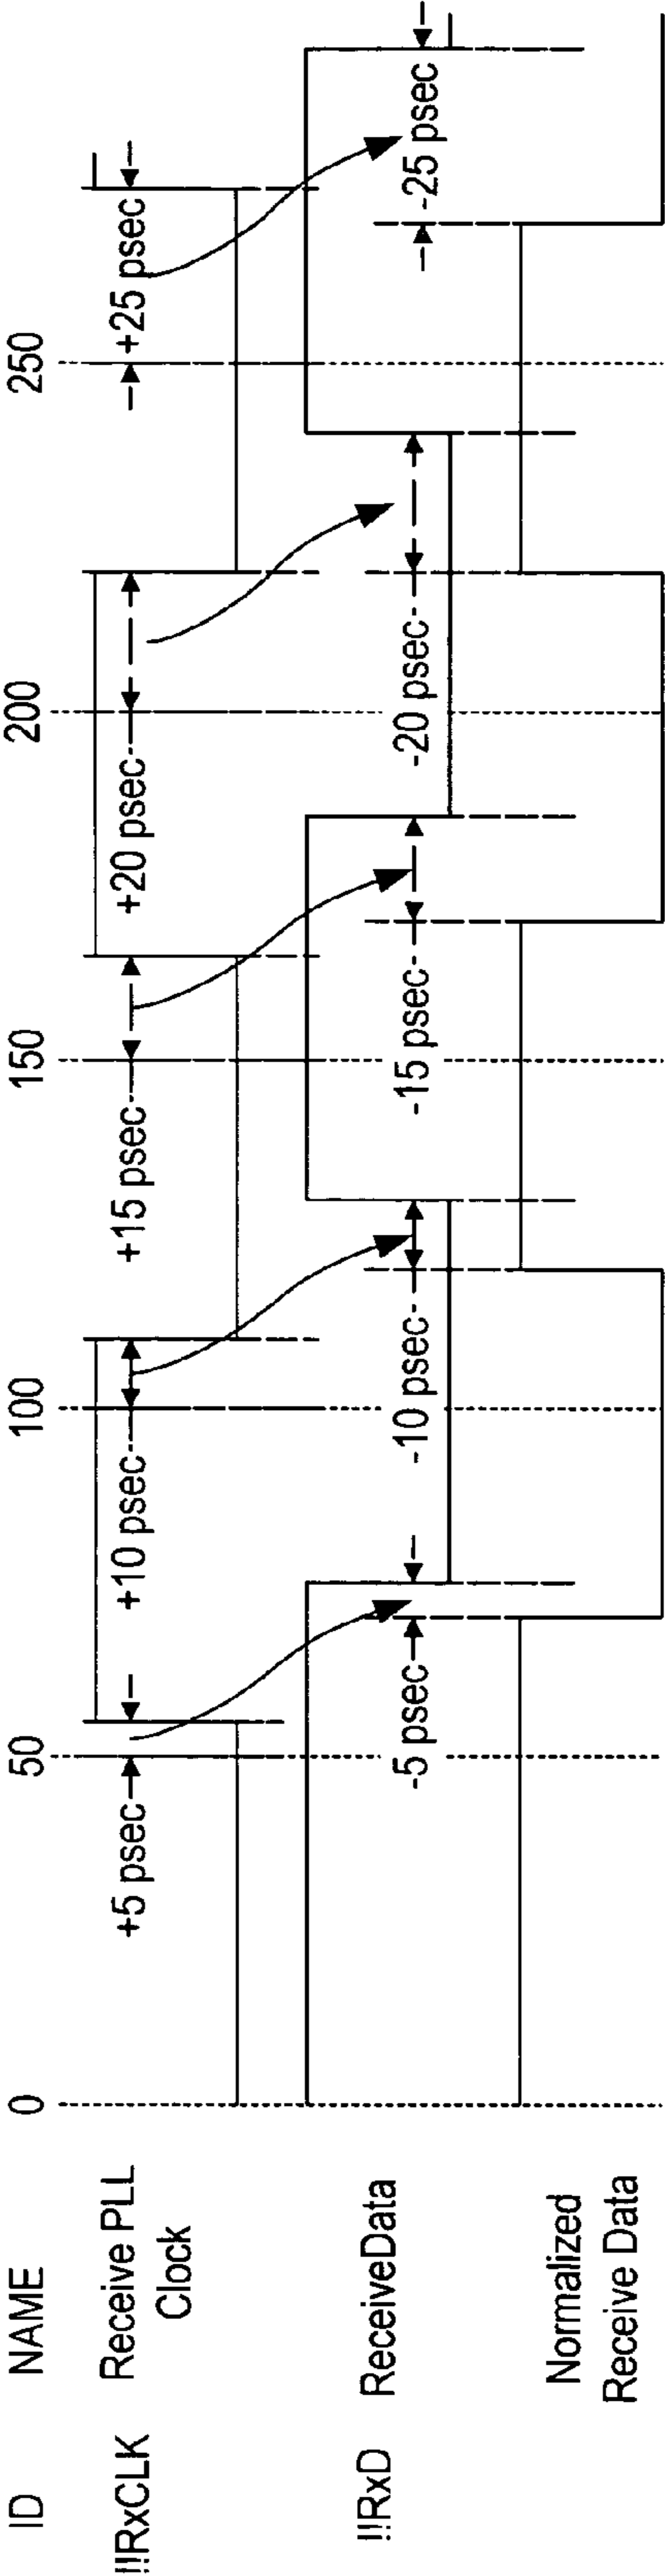 ID NAME 0 50 100 150 200 250
!!RxCLK Receive PLL Clock
+5 psec +10 psec +15 psec +20 psec +25 psec
!!RxD ReceiveData
-5 psec -10 psec -15 psec -20 psec -25 psec
Normalized
Receive Data